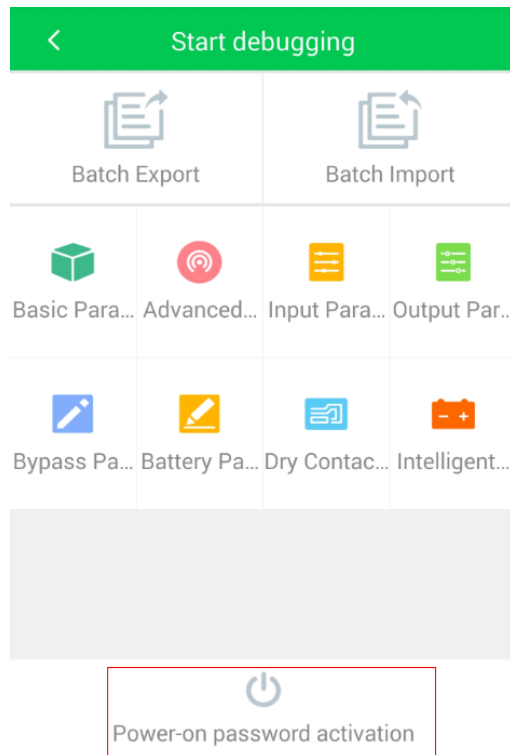 Start debugging
Batch Export Batch Import
Basic Para... Advanced... Input Para... Output Par...
Bypass Pa... Battery Pa... Dry Contac... Intelligent...
Power-on password activation